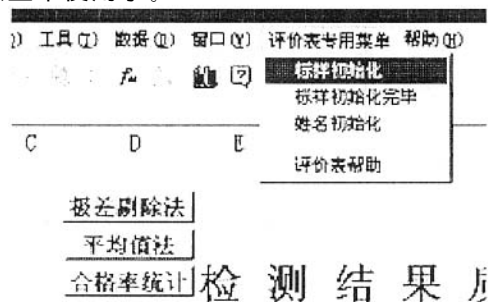 ) 工具(T) 数据(D) 窗口(W) 评价表专用菜单 帮助(H)
标样初始化
标样初始化完毕
姓名初始化
评价表帮助
C D E
极差剔除法
平均值法
合格率统计
检测结果